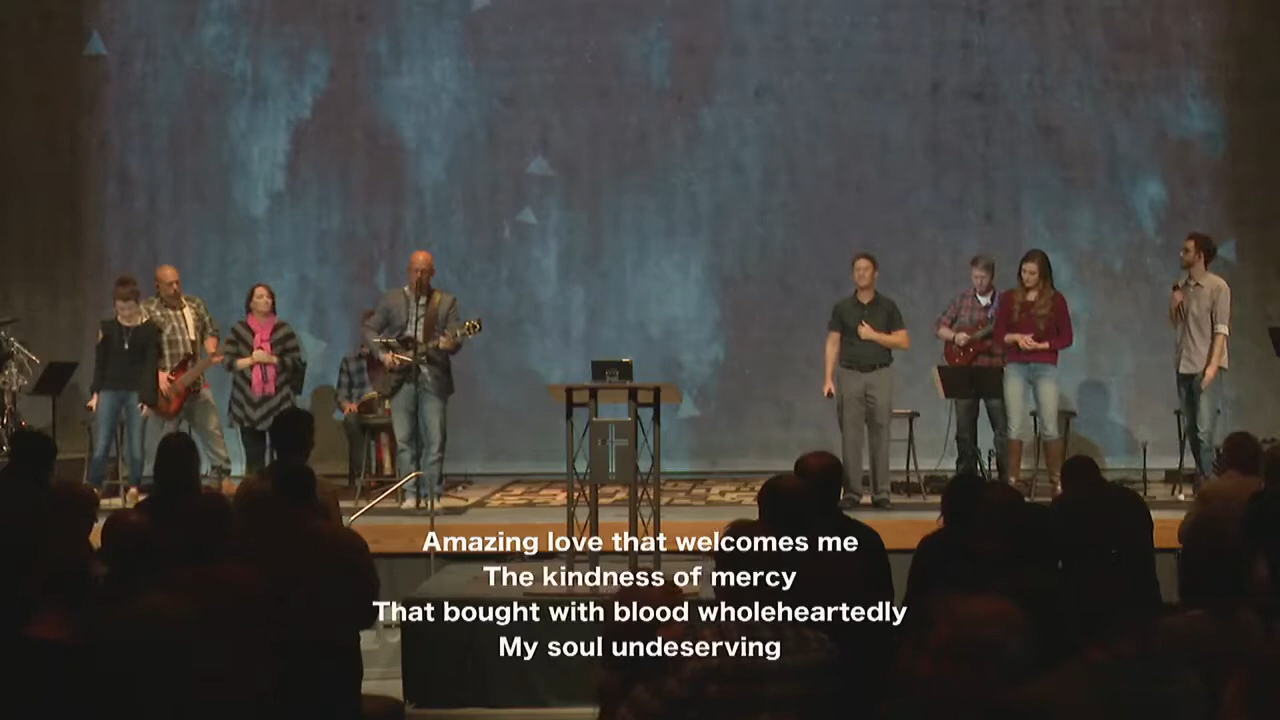 Amazing love that welcomes me
The kindness of mercy
That bought with blood wholeheartedly
My soul undeserving